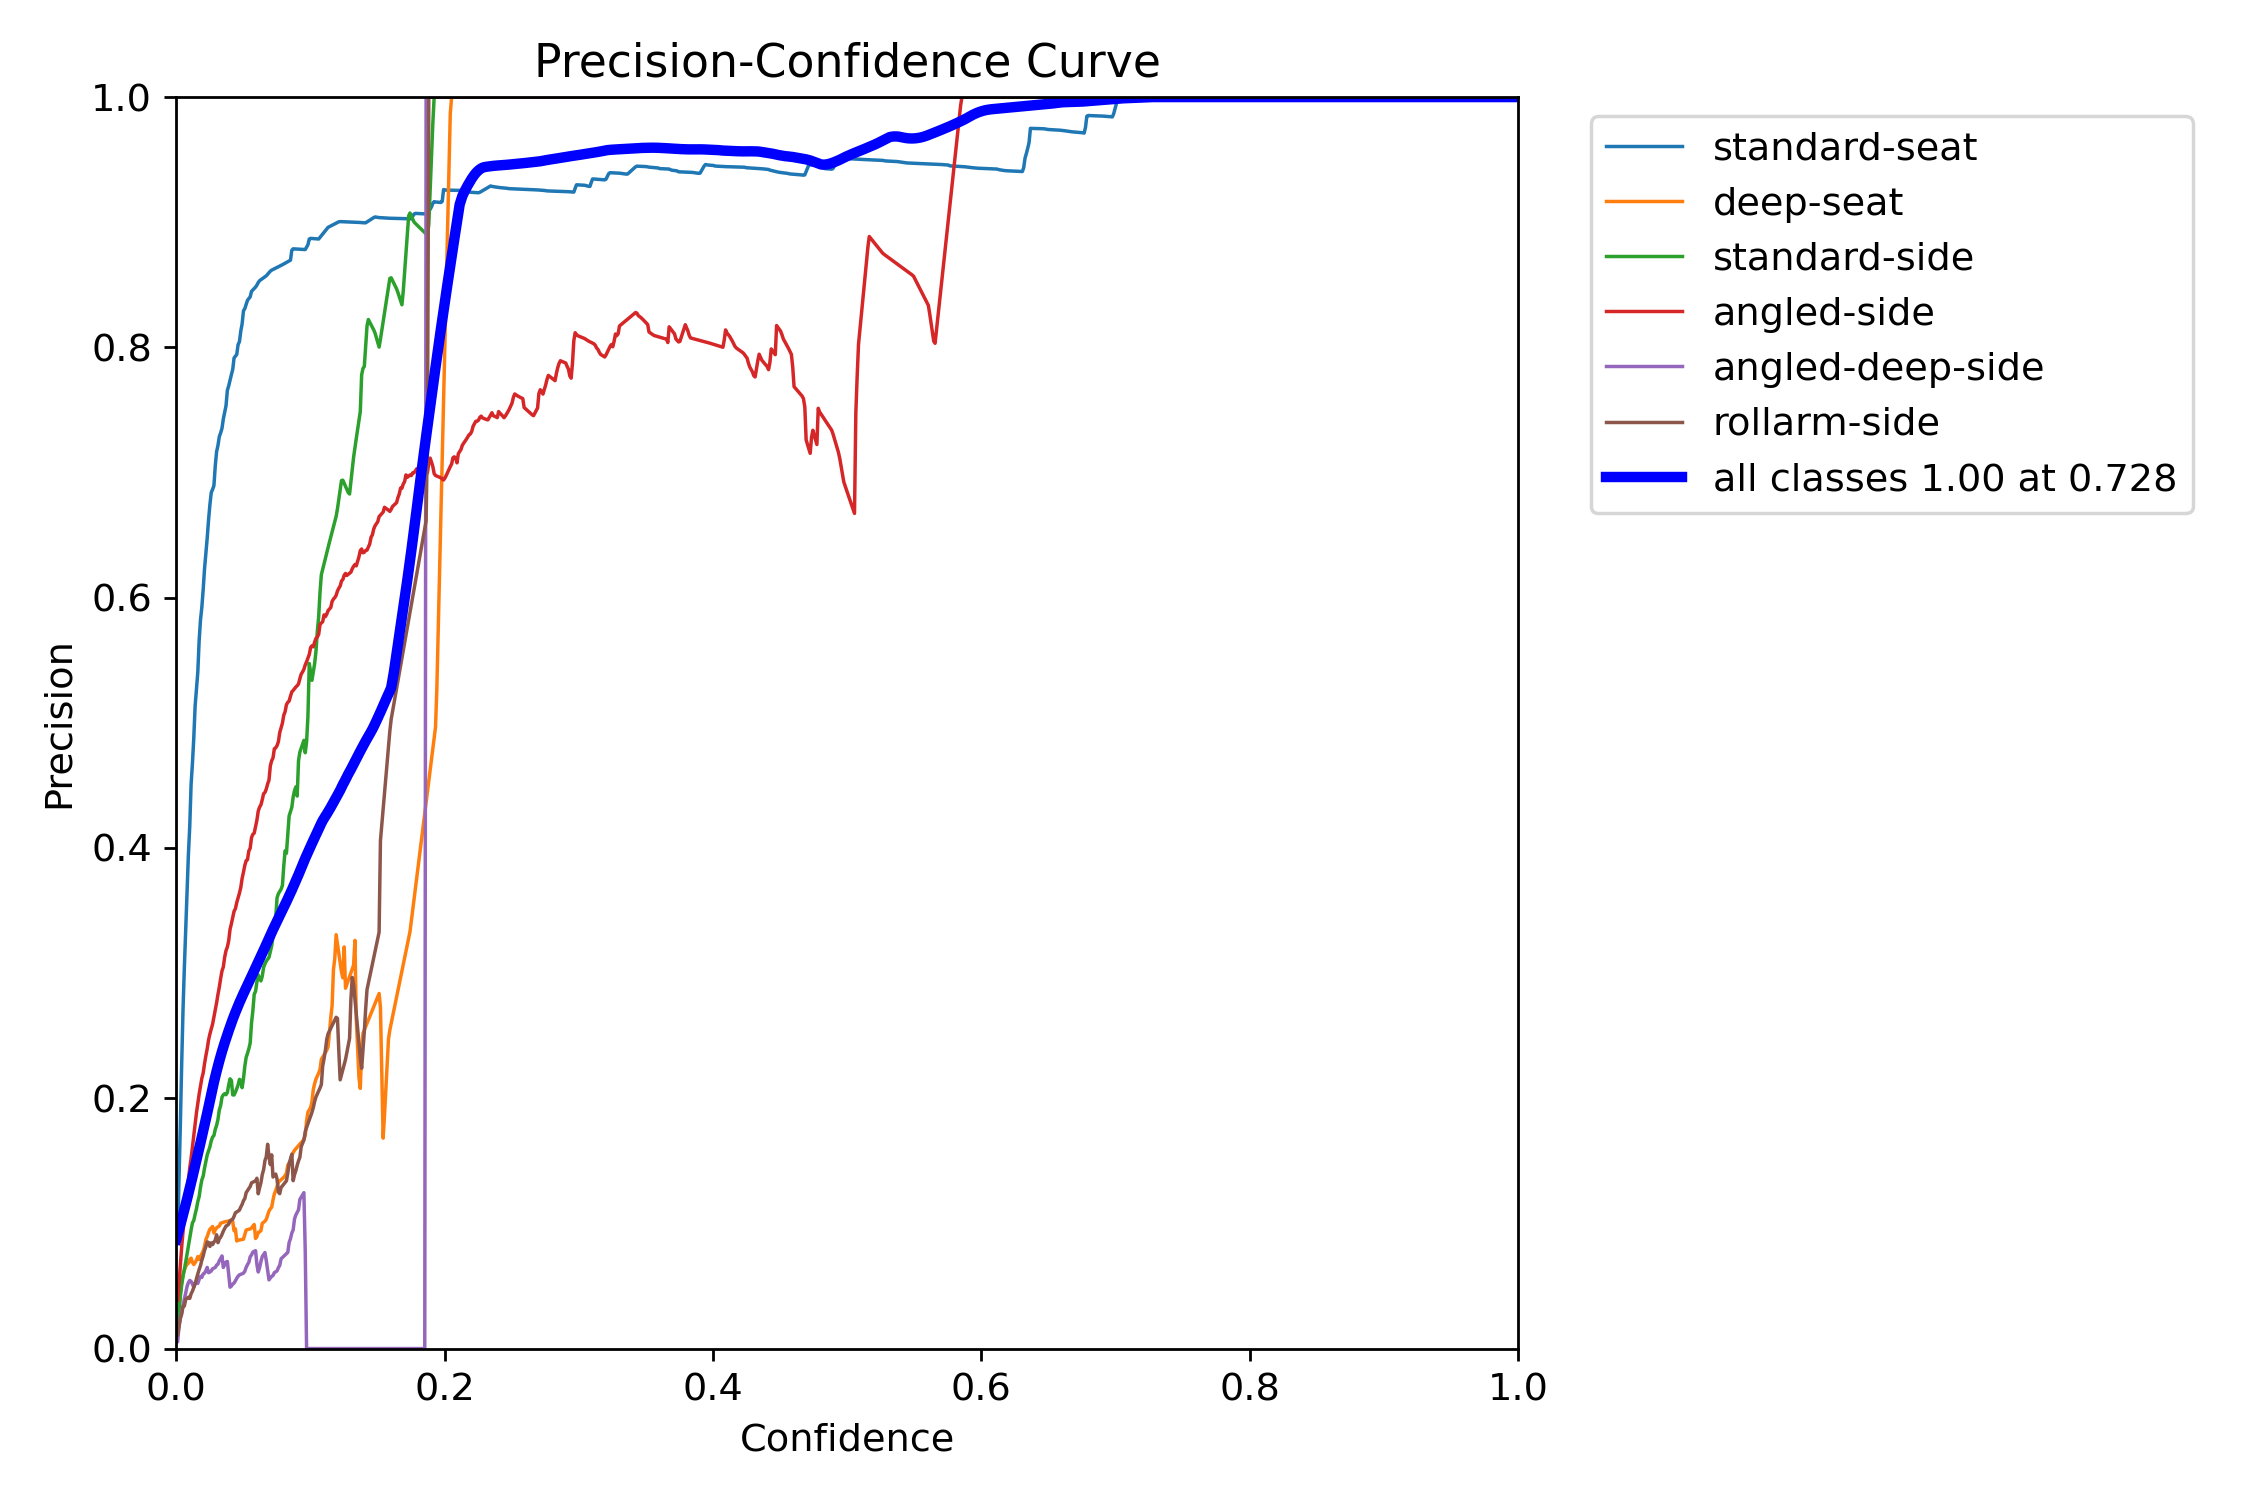 Precision-Confidence Curve
1.0
0.8
0.6
0.4
0.2
0.0
Precision
0.0 0.2 0.4 0.6 0.8 1.0
Confidence
standard-seat
deep-seat
standard-side
angled-side
angled-deep-side
rollarm-side
all classes 1.00 at 0.728